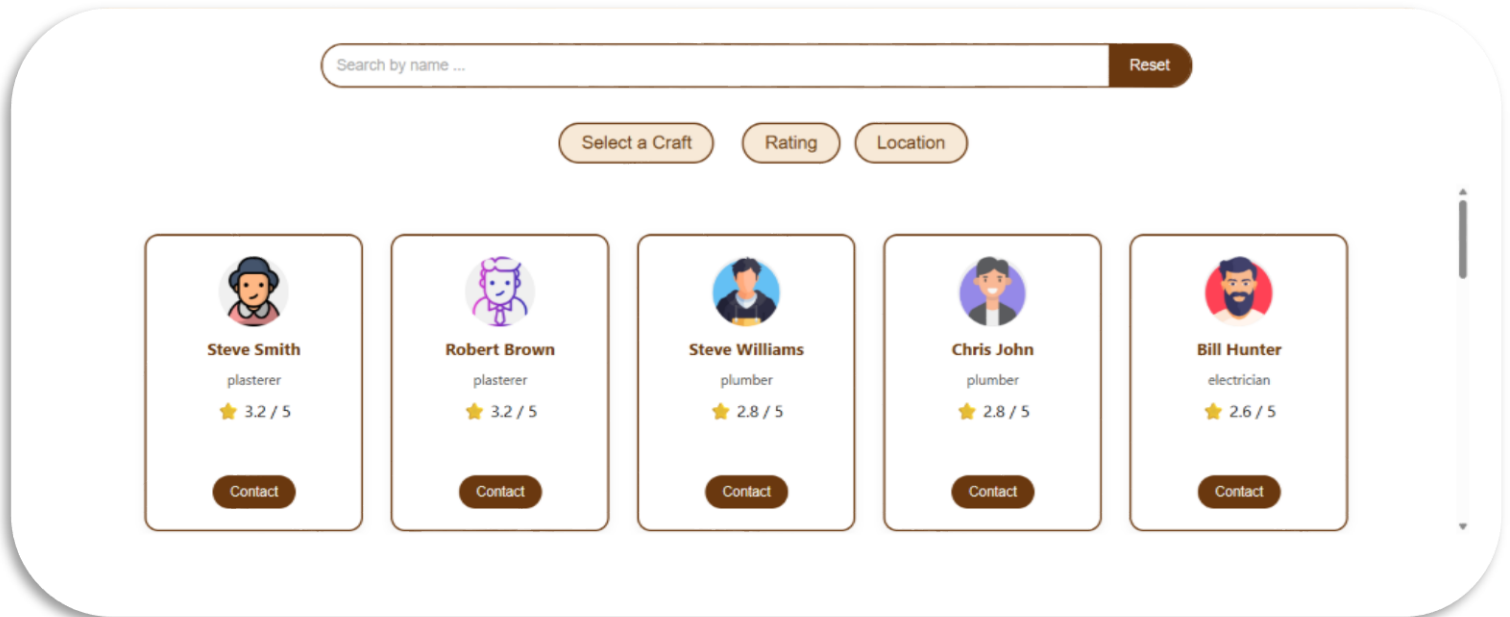 Search by name ...
Reset
Select a Craft
Rating
Location
Steve Smith
plasterer
3.2 / 5
Contact
Robert Brown
plasterer
3.2 / 5
Contact
Steve Williams
plumber
2.8 / 5
Contact
Chris John
plumber
2.8 / 5
Contact
Bill Hunter
electrician
2.6 / 5
Contact